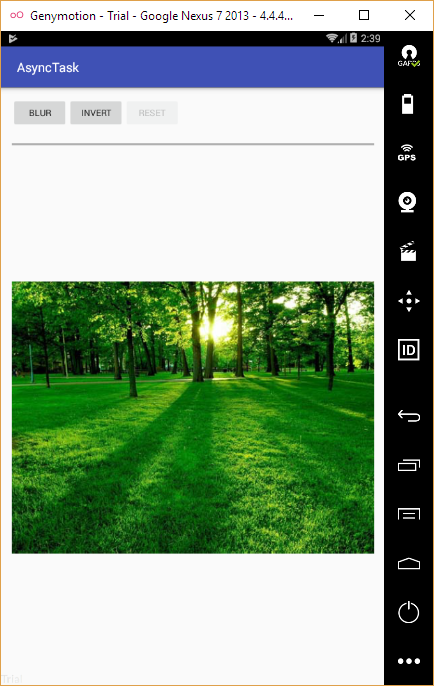 Genymotion - Trial - Google Nexus 7 2013 - 4.4.4...
2:39
AsyncTask
BLUR
INVERT
RESET
GAPPS
GPS
ID
Trial